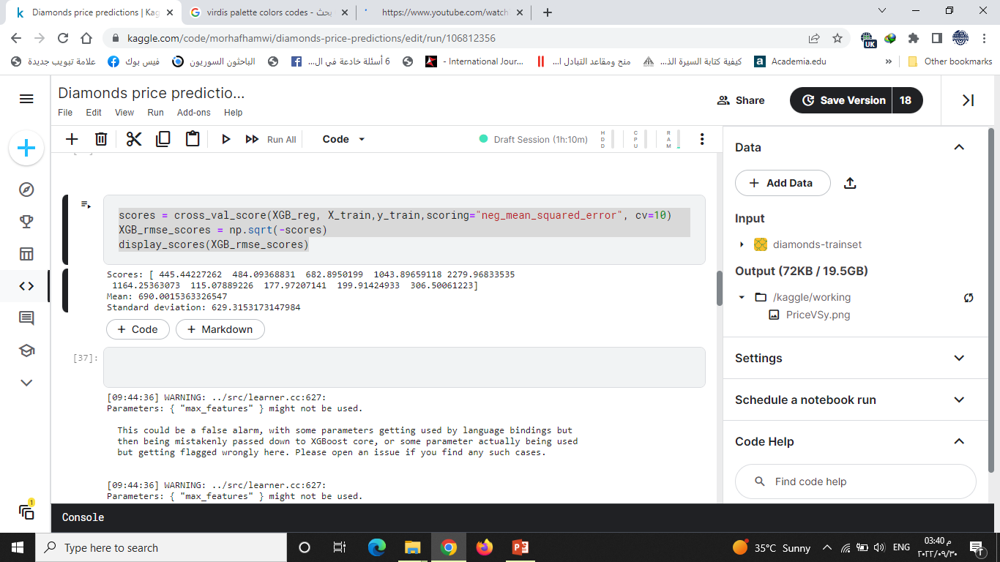 Diamonds price predictions | Kag
virdis palette colors codes - بحث
https://www.youtube.com/watch
kaggle.com/code/morhafhamwi/diamonds-price-predictions/edit/run/106812356
UK
علامة تبويب جديدة
فيس بوك
الباحثون السوريون
6 أسئلة خادعة في ال...
- International Jour...
منح ومقاعد التبادل ا...
كيفية كتابة السيرة الذ...
Academia.edu
»
Other bookmarks
Diamonds price predictio...
File Edit View Run Add-ons Help
Share
Save Version 18
Run All
Code
Draft Session (1h:10m)
HDD
CPU
RAM
scores = cross_val_score(XGB_reg, X_train,y_train,scoring="neg_mean_squared_error", cv=10)
XGB_rmse_scores = np.sqrt(-scores)
display_scores(XGB_rmse_scores)
Scores: [ 445.44227262  484.09368831  682.8950199  1043.89659118 2279.96833535
1164.25363073  115.07889226  177.97207141  199.91424933  306.50061223]
Mean: 690.0015363326547
Standard deviation: 629.3153173147984
+ Code
+ Markdown
[37]:
[09:44:36] WARNING: ../src/learner.cc:627:
Parameters: { "max_features" } might not be used.
This could be a false alarm, with some parameters getting used by language bindings but
then being mistakenly passed down to XGBoost core, or some parameter actually being used
but getting flagged wrongly here. Please open an issue if you find any such cases.
[09:44:36] WARNING: ../src/learner.cc:627:
Parameters: { "max_features" } might not be used.
Console
Data
+ Add Data
Input
diamonds-trainset
Output (72KB / 19.5GB)
/kaggle/working
PriceVSy.png
Settings
Schedule a notebook run
Code Help
Find code help
1
Type here to search
35°C Sunny
ENG
03:40 م
٢٠٢٢/٠٩/٣٠
٢